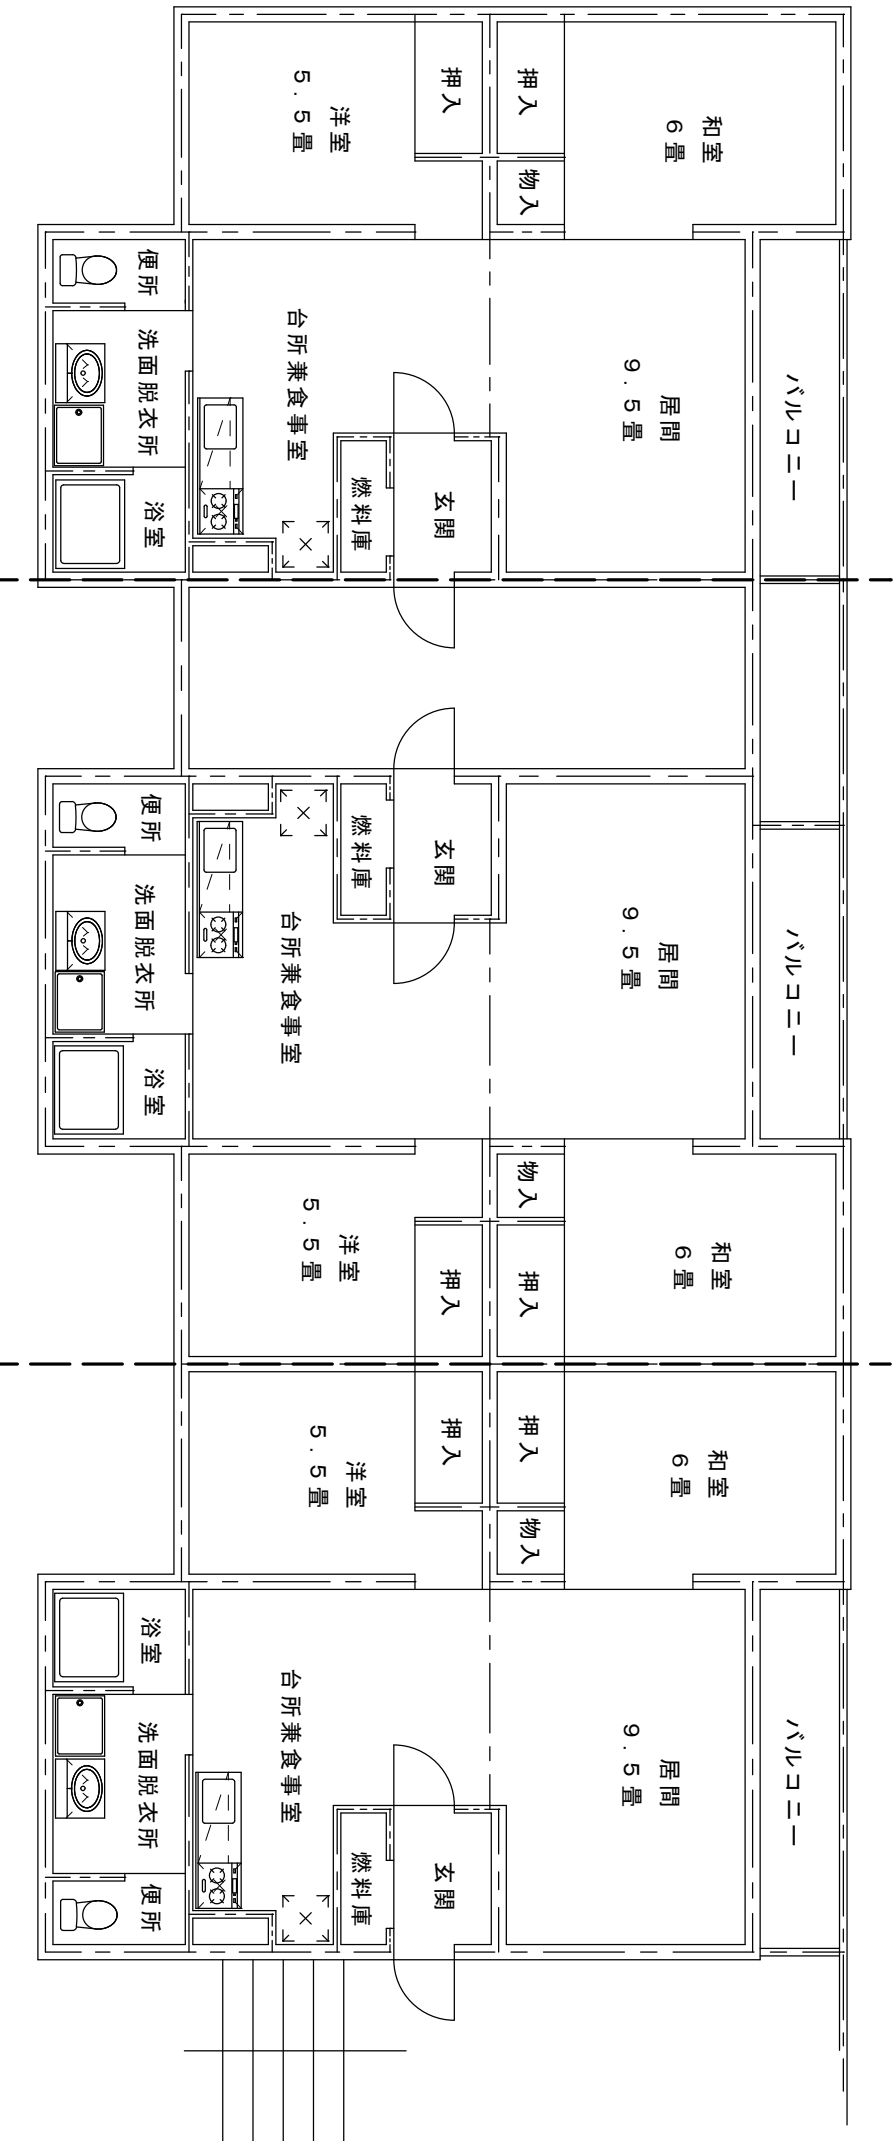 和室
６畳
押入
押入
洋室
５．５畳
物入
便所
バルコニー
居間
９．５畳
台所兼食事室
洗面脱衣所
玄関
燃料庫
浴室
バルコニー
居間
９．５畳
玄関
燃料庫
台所兼食事室
便所
洗面脱衣所
浴室
物入
和室
６畳
押入
押入
洋室
５．５畳
和室
６畳
押入
押入
洋室
５．５畳
物入
浴室
バルコニー
居間
９．５畳
台所兼食事室
洗面脱衣所
玄関
燃料庫
便所